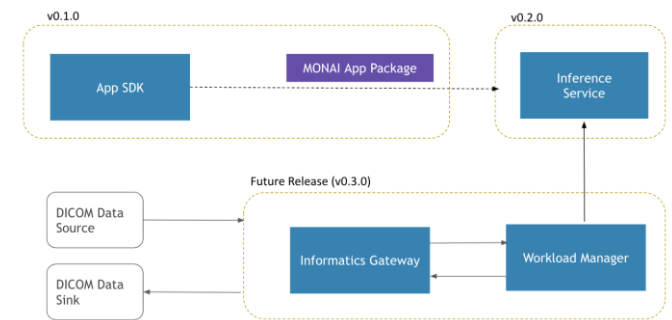 v0.1.0
v0.2.0
MONAI App Package
App SDK
Inference
Service
Future Release (v0.3.0)
DICOM Data
Source
Informatics Gateway
Workload Manager
DICOM Data
Sink